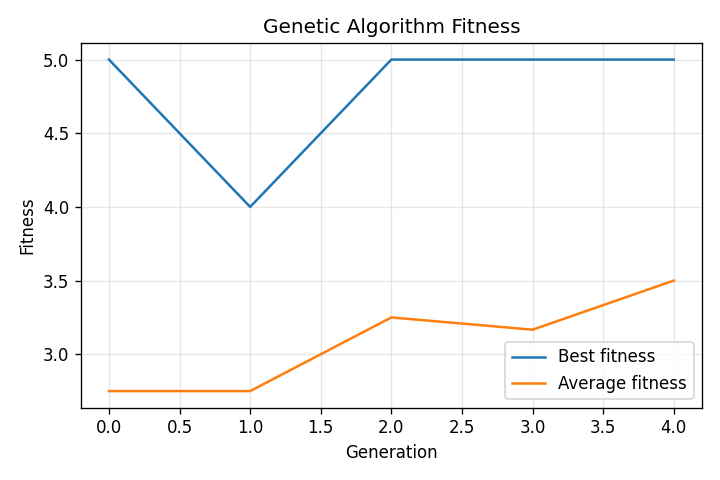 Genetic Algorithm Fitness
Fitness
5.0
4.5
4.0
3.5
3.0
Best fitness
Average fitness
0.0 0.5 1.0 1.5 2.0 2.5 3.0 3.5 4.0
Generation